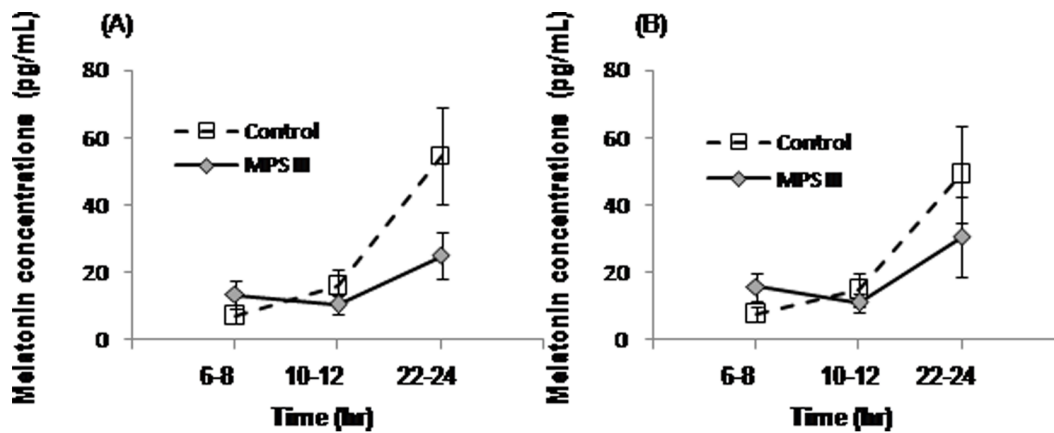 (A)
Melatonin concentrations (pg/mL)
80
60
40
20
0
Control
MPS III
6-8
10-12
22-24
Time (hr)
(B)
Melatonin concentrations (pg/mL)
80
60
40
20
0
Control
MPS III
6-8
10-12
22-24
Time (hr)